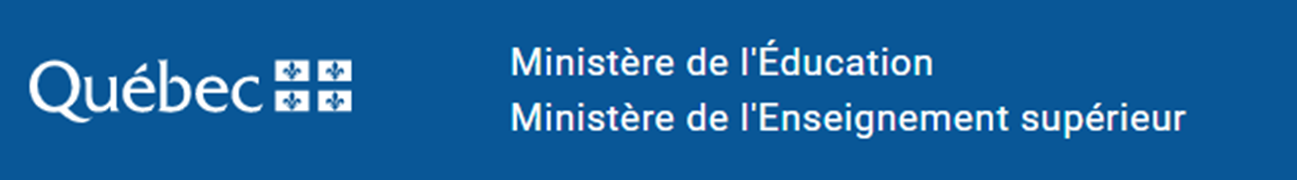 Québec
Ministère de l'Éducation
Ministère de l'Enseignement supérieur